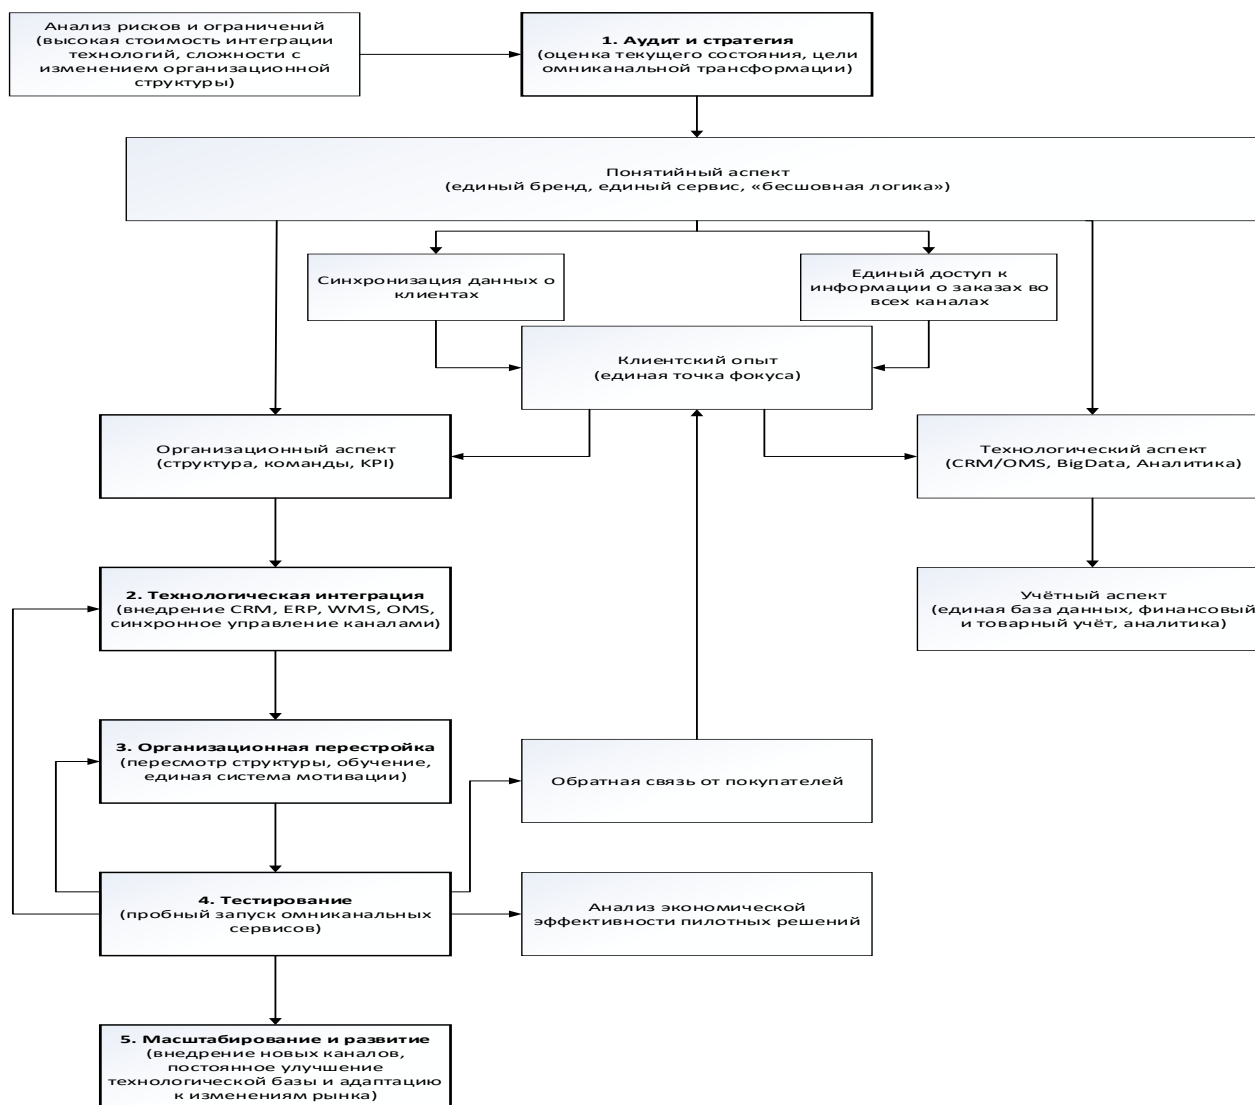 Анализ рисков и ограничений
(высокая стоимость интеграции
технологий, сложности с
изменением организационной
структуры)
1. Аудит и стратегия
(оценка текущего состояния, цели
омниканальной трансформации)
Понятийный аспект
(единый бренд, единый сервис, «бесшовная логика»)
Синхронизация данных о
клиентах
Единый доступ к
информации о заказах во
всех каналах
Клиентский опыт
(единая точка фокуса)
Организационный аспект
(структура, команды, KPI)
Технологический аспект
(CRM/OMS, BigData, Аналитика)
2. Технологическая интеграция
(внедрение CRM, ERP, WMS, OMS,
синхронное управление каналами)
Учётный аспект
(единая база данных, финансовый
и товарный учёт, аналитика)
3. Организационная перестройка
(пересмотр структуры, обучение,
единая система мотивации)
Обратная связь от покупателей
4. Тестирование
(пробный запуск омниканальных
сервисов)
Анализ экономической
эффективности пилотных решений
5. Масштабирование и развитие
(внедрение новых каналов,
постоянное улучшение
технологической базы и адаптацию
к изменениям рынка)